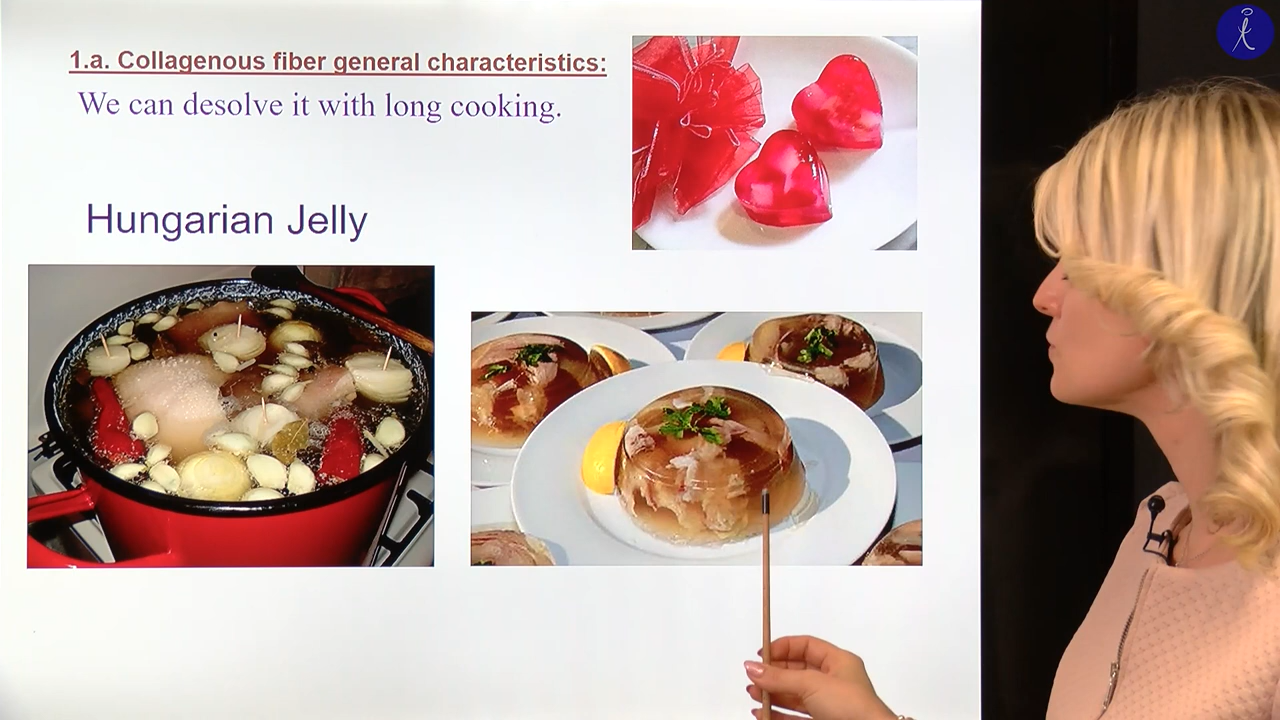 1.a. Collagenous fiber general characteristics:
We can desolve it with long cooking.
Hungarian Jelly